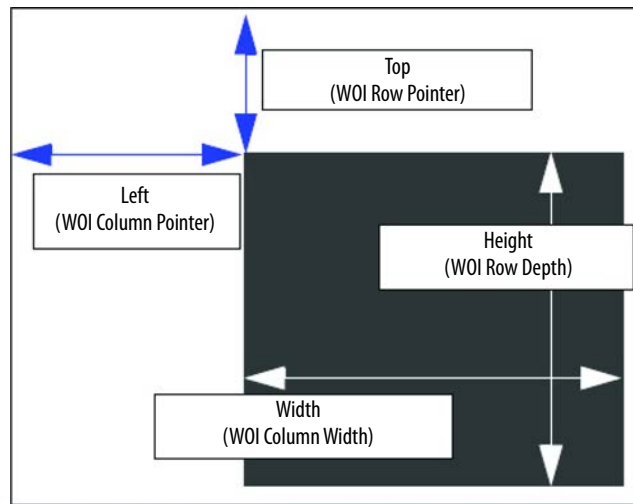 Top
(WOI Row Pointer)
Left
(WOI Column Pointer)
Height
(WOI Row Depth)
Width
(WOI Column Width)